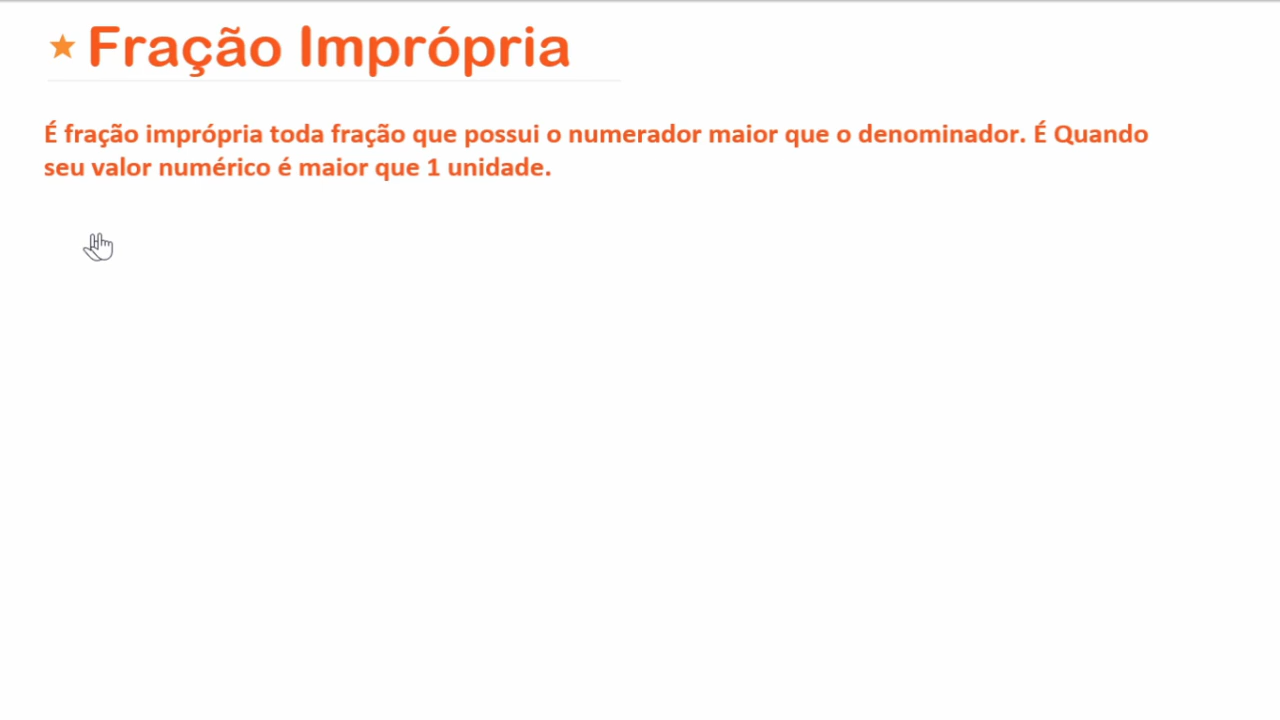 Fração Imprópria
É fração imprópria toda fração que possui o numerador maior que o denominador. É Quando
seu valor numérico é maior que 1 unidade.